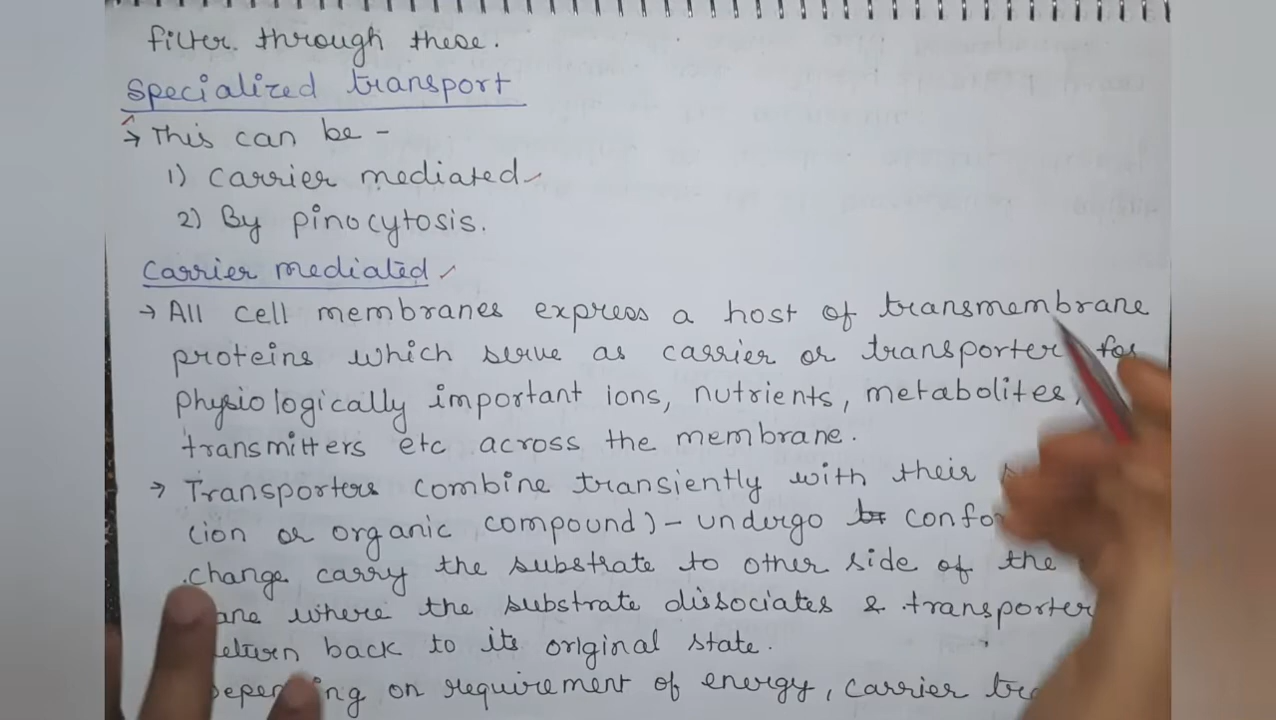 filter through these.
Specialized transport
→ This can be -
1) Carrier mediated
2) By pinocytosis.
Carrier mediated
→ All cell membranes express a host of transmembrane
proteins which serve as carrier or transporter for
physiologically important ions, nutrients, metabolites,
transmitters etc across the membrane.
→ Transporters combine transiently with their
(ion or organic compound) - undergo
change carry the substrate to other side of the
where the substrate dissociates & transporter
return back to its original state.
on requirement of energy, carrier